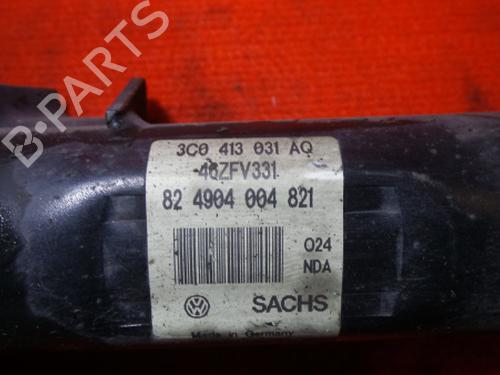 B-PARTS
3C0 413 031 AQ
46ZFV331
82 4904 004 821
024
NDA
SACHS
Made in Germany